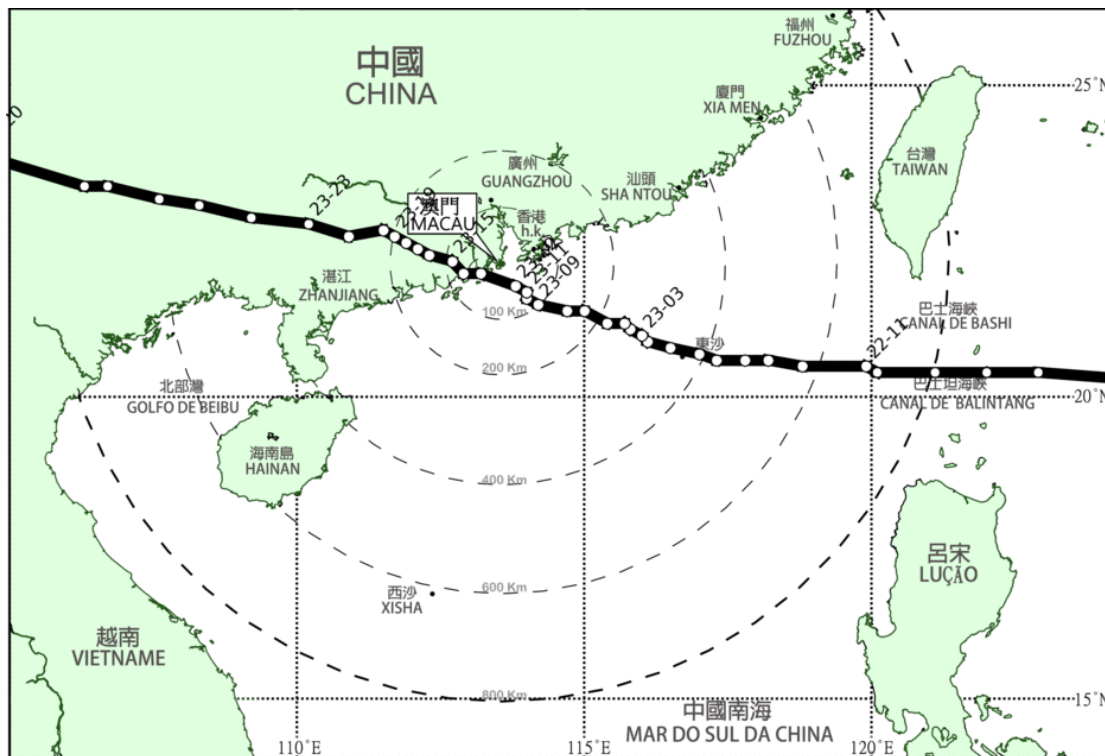 福州
FUZHOU
中國
CHINA
25°N
廈門
XIA MEN
20
台灣
TAIWAN
廣州
GUANGZHOU
汕頭
SHA NTOU
23-23
澳門
MACAU
香港
h.k.
23-15
23-11
23-09
湛江
ZHANJIANG
100 Km
23-03
巴士海峽
CANAL DE BASHI
東沙
22-11
200 Km
北部灣
GOLFO DE BEIBU
巴士坦海峽
CANAL DE BALINTANG
20°N
海南島
HAINAN
400 Km
呂宋
LUÇÃO
600 Km
西沙
XISHA
越南
VIETNAME
800 Km
15°N
中國南海
MAR DO SUL DA CHINA
110°E
115°E
120°E